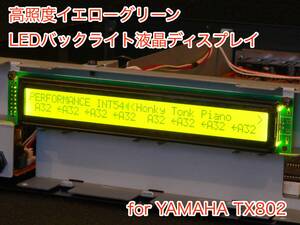 高照度イエローグリーン
LEDバックライト液晶ディスプレイ
PERFORMANCE INT54 <Honky Tonk Piano >
A32 +A32 +A32 +A32 A32 +A32 +A32 +A32
for YAMAHA TX802